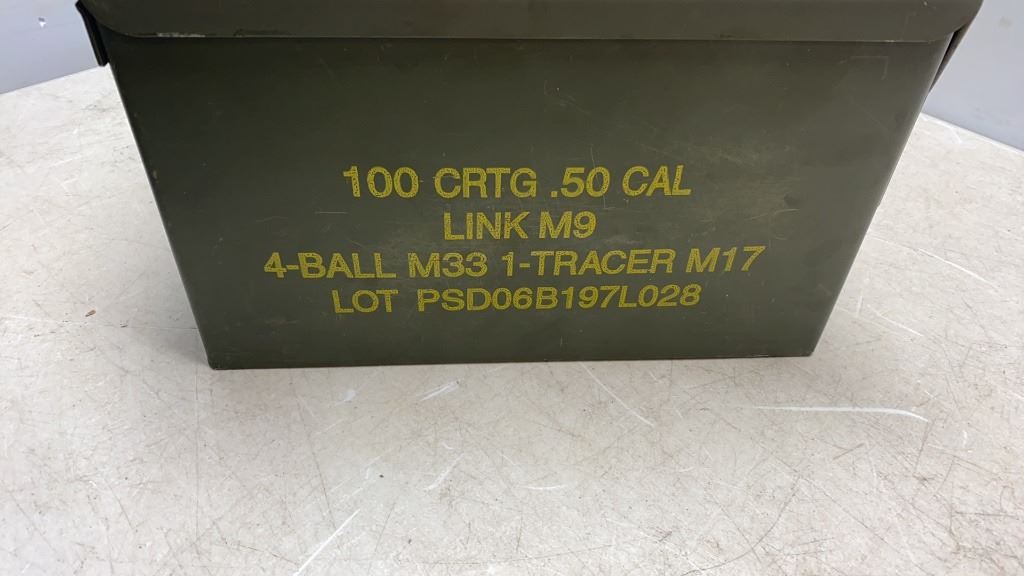 100 CRTG .50 CAL
LINK M9
4-BALL M33 1-TRACER M17
LOT PSD06B197L028